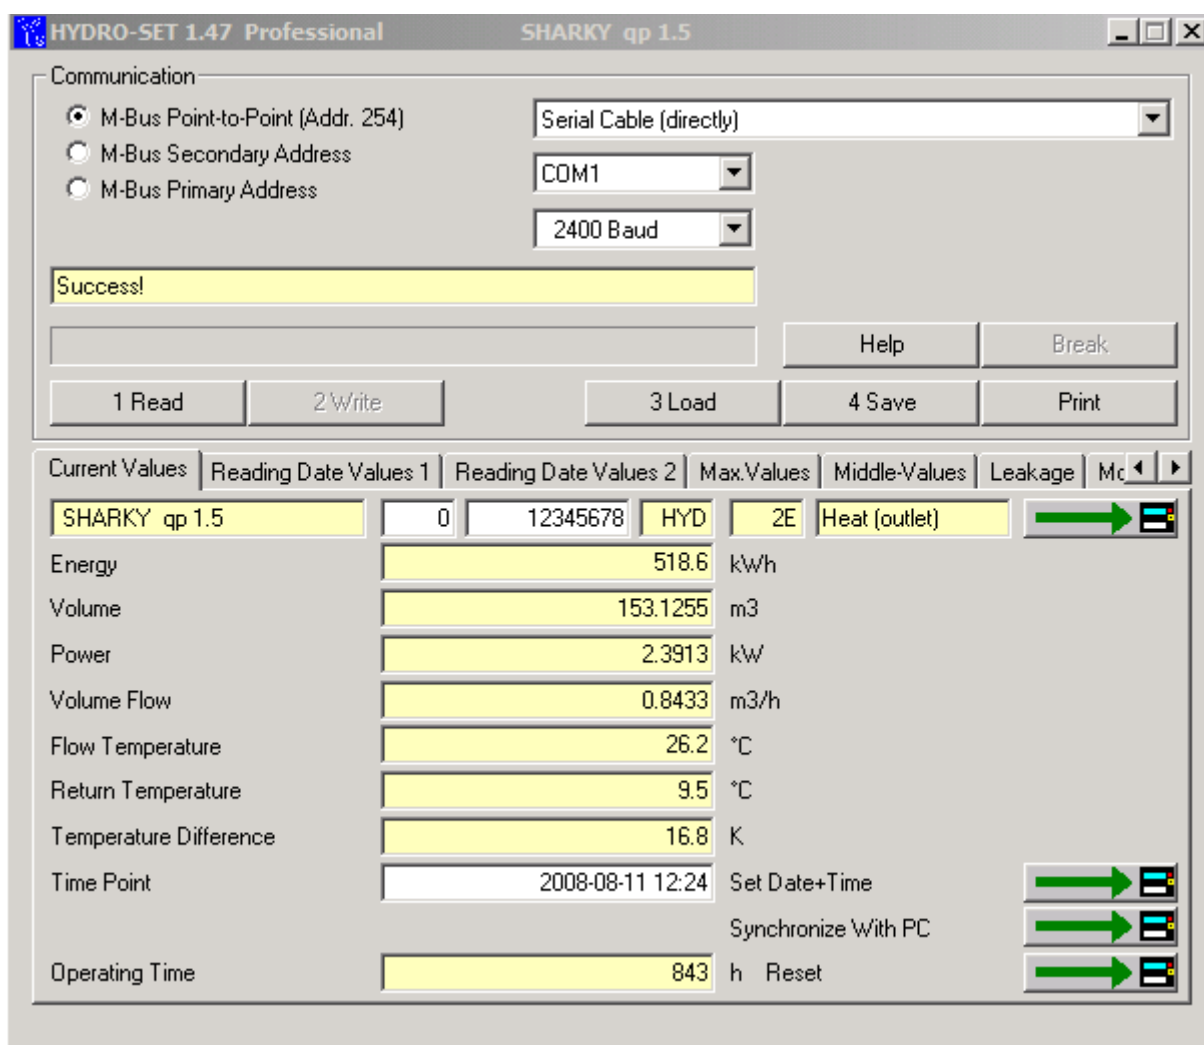 HYDRO-SET 1.47 Professional SHARKY qp 1.5
Communication
M-Bus Point-to-Point (Addr. 254) Serial Cable (directly)
M-Bus Secondary Address
COM1
M-Bus Primary Address
2400 Baud
Success!
Help Break
1 Read 2 Write 3 Load 4 Save Print
Current Values Reading Date Values 1 Reading Date Values 2 Max.Values Middle-Values Leakage
SHARKY qp 1.5 0 12345678 HYD 2E Heat (outlet)
Energy 518.6 kWh
Volume 153.1255 m3
Power 2.3913 kW
Volume Flow 0.8433 m3/h
Flow Temperature 26.2 °C
Return Temperature 9.5 °C
Temperature Difference 16.8 K
Time Point 2008-08-11 12:24 Set Date+Time
Synchronize With PC
Operating Time 843 h Reset